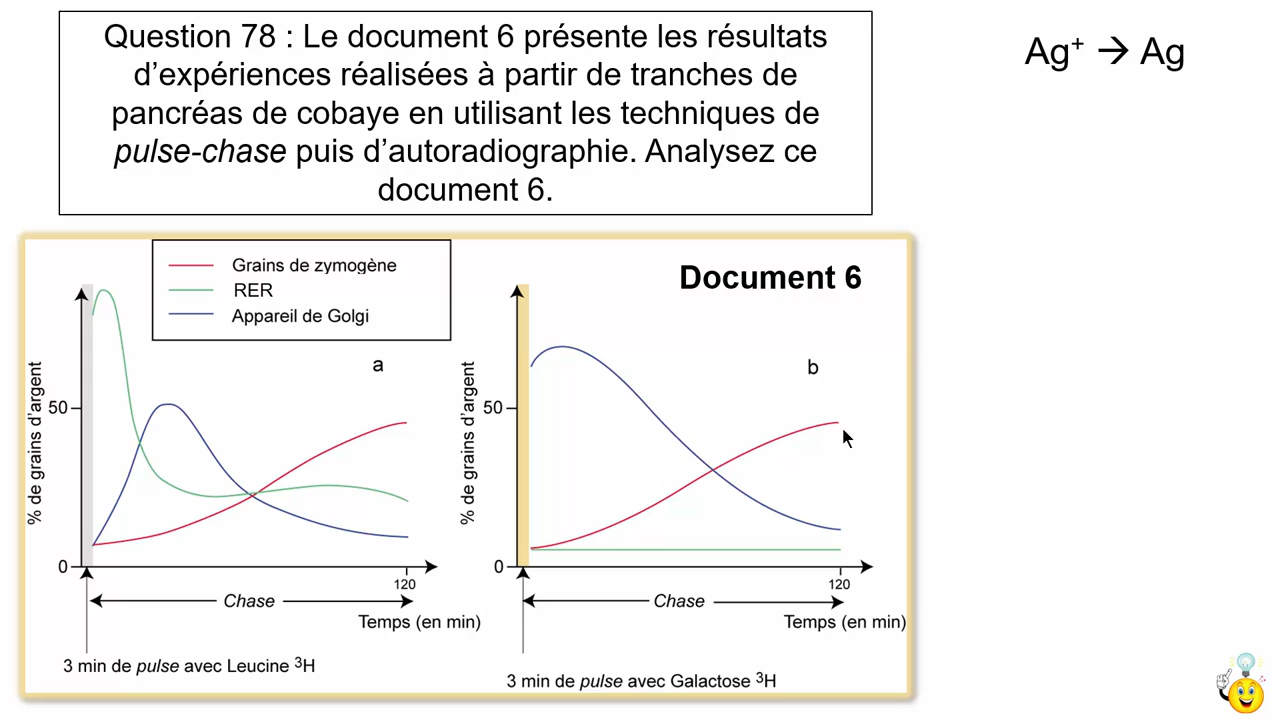 Question 78 : Le document 6 présente les résultats
d’expériences réalisées à partir de tranches de
pancréas de cobaye en utilisant les techniques de
pulse-chase puis d’autoradiographie. Analysez ce
document 6.
Ag⁺ → Ag
Grains de zymogène
RER
Appareil de Golgi
Document 6
a
b
% de grains d’argent
50
0
120
Chase
Temps (en min)
3 min de pulse avec Leucine ³H
% de grains d’argent
50
0
120
Chase
Temps (en min)
3 min de pulse avec Galactose ³H